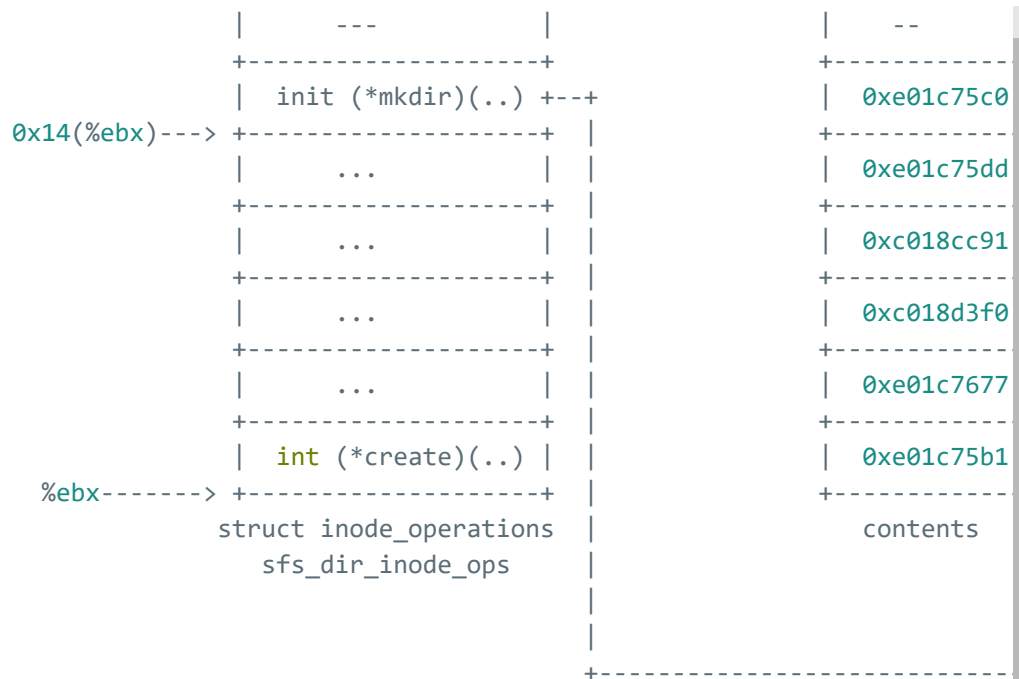 |      ---          |                      |    --
+-------------------+                      +------------
|  init (*mkdir)(..) +--+                   |  0xe01c75c0
0x14(%ebx)---> +-------------------+  |                   +------------
|      ...          |  |                   |  0xe01c75dd
+-------------------+  |                   +------------
|      ...          |  |                   |  0xc018cc91
+-------------------+  |                   +------------
|      ...          |  |                   |  0xc018d3f0
+-------------------+  |                   +------------
|      ...          |  |                   |  0xe01c7677
+-------------------+  |                   +------------
|  int (*create)(..) |  |                   |  0xe01c75b1
%ebx-------> +-------------------+  |                   +------------
struct inode_operations  |                  contents
sfs_dir_inode_ops     |
|
|
+----------------------------